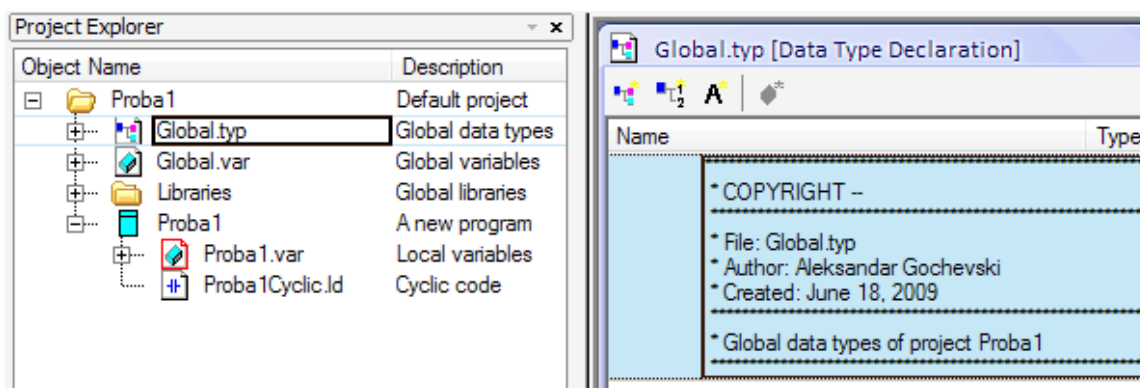 Project Explorer
Object Name Description
Proba1 Default project
Global.typ Global data types
Global.var Global variables
Libraries Global libraries
Proba1 A new program
Proba1.var Local variables
Proba1Cyclic.ld Cyclic code
Global.typ [Data Type Declaration]
Name Type
* COPYRIGHT --
* File: Global.typ
* Author: Aleksandar Gochevski
* Created: June 18, 2009
* Global data types of project Proba1